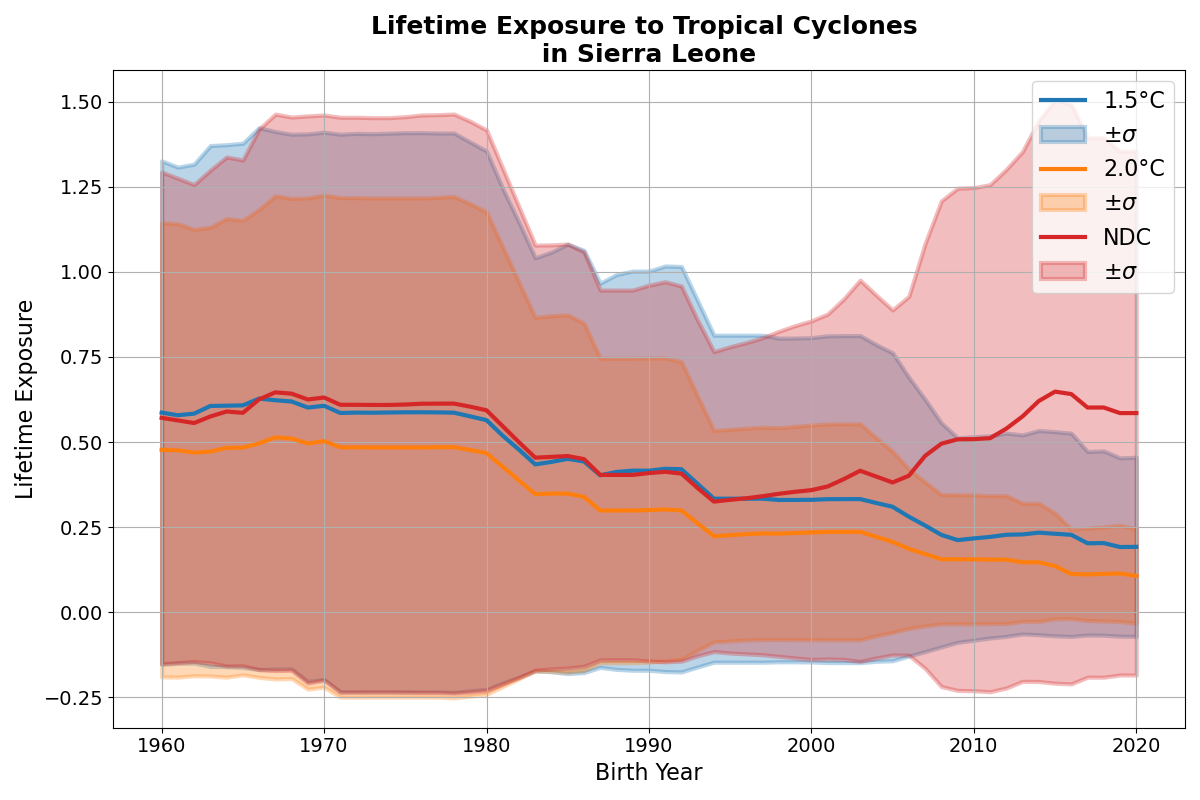 Lifetime Exposure to Tropical Cyclones
in Sierra Leone
1.50
1.25
1.00
0.75
0.50
0.25
0.00
−0.25
Lifetime Exposure
1.5°C
±σ
2.0°C
±σ
NDC
±σ
1960
1970
1980
1990
2000
2010
2020
Birth Year